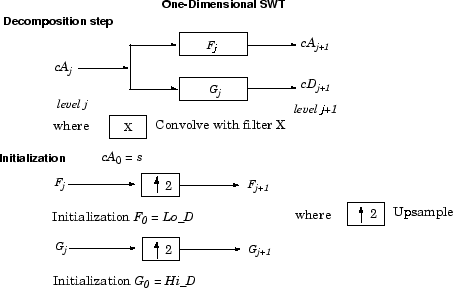 One-Dimensional SWT
Decomposition step
F_j
cA_{j+1}
cA_j
G_j
cD_{j+1}
level j
level j+1
where X Convolve with filter X
Initialization cA_0 = s
F_j ↑ 2 F_{j+1}
Initialization F_0 = Lo_D
where ↑ 2 Upsample
G_j ↑ 2 G_{j+1}
Initialization G_0 = Hi_D